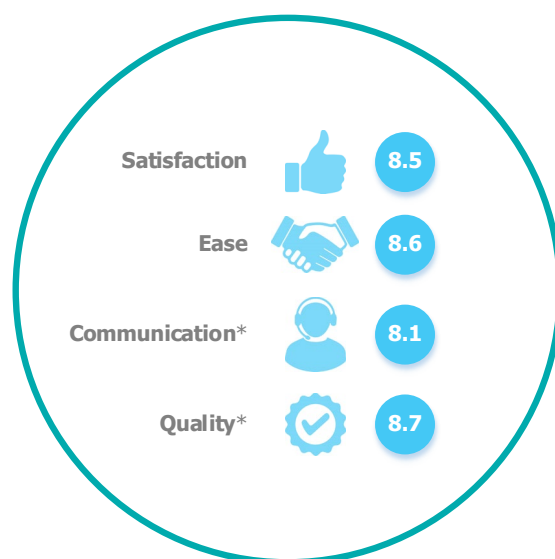 Satisfaction 8.5
Ease 8.6
Communication* 8.1
Quality* 8.7